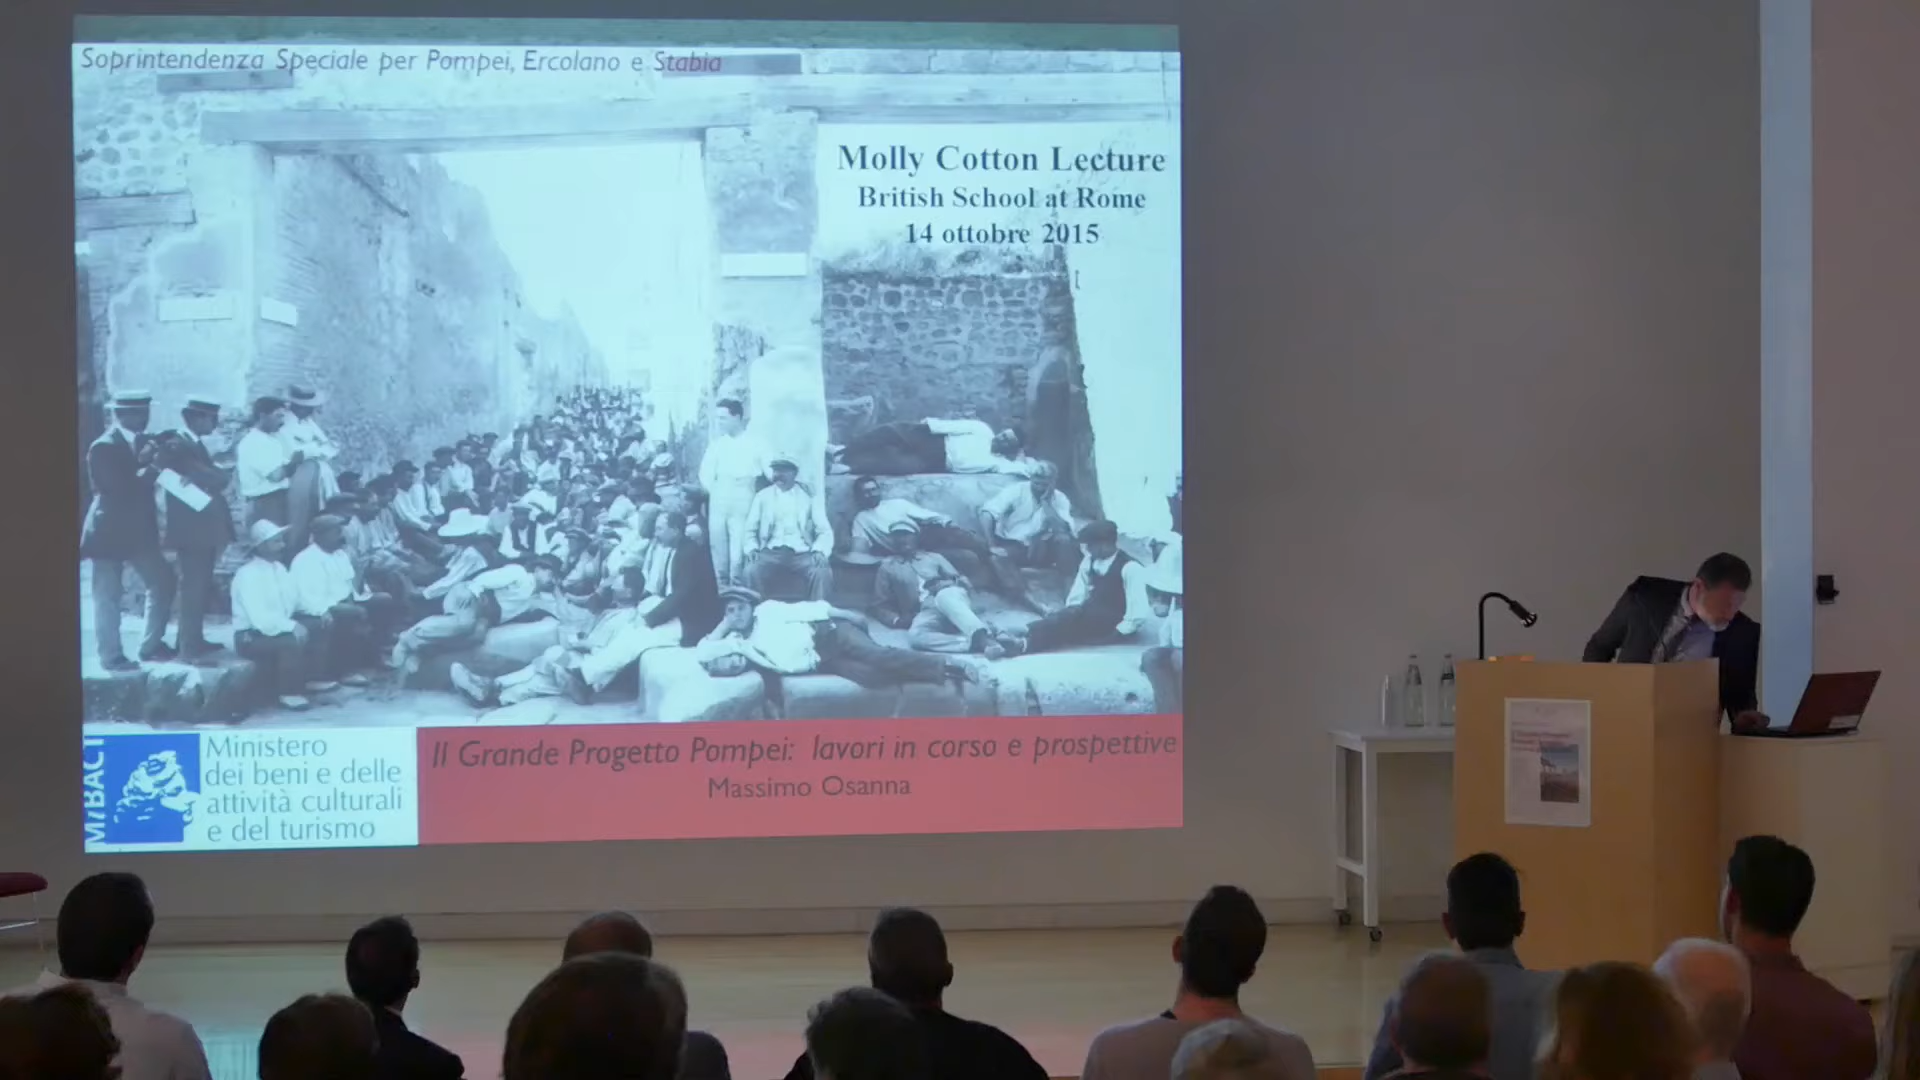 Soprintendenza Speciale per Pompei, Ercolano e Stabia
Molly Cotton Lecture
British School at Rome
14 ottobre 2015
MiBACT
Ministero
dei beni e delle
attività culturali
e del turismo
Il Grande Progetto Pompei: lavori in corso e prospettive
Massimo Osanna